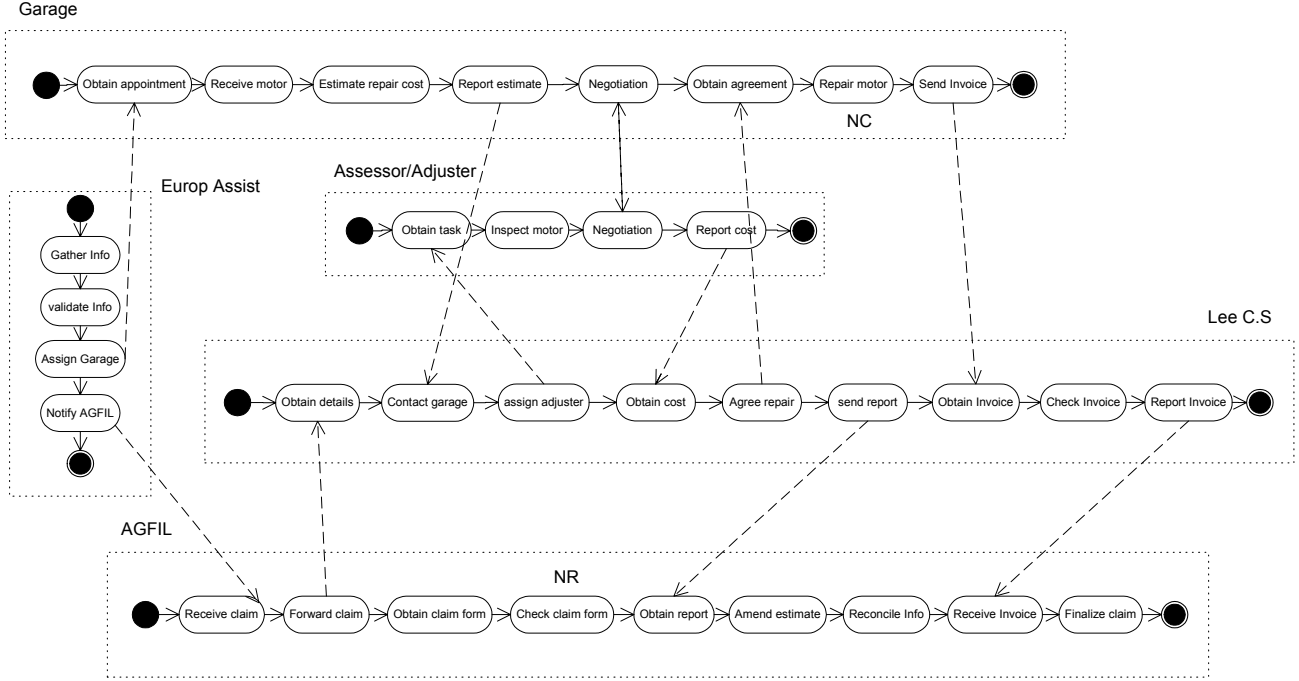 Garage
Obtain appointment
Receive motor
Estimate repair cost
Report estimate
Negotiation
Obtain agreement
Repair motor
Send Invoice
NC
Europ Assist
Gather Info
validate Info
Assign Garage
Notify AGFIL
Assessor/Adjuster
Obtain task
Inspect motor
Negotiation
Report cost
Lee C.S
Obtain details
Contact garage
assign adjuster
Obtain cost
Agree repair
send report
Obtain Invoice
Check Invoice
Report Invoice
AGFIL
NR
Receive claim
Forward claim
Obtain claim form
Check claim form
Obtain report
Amend estimate
Reconcile Info
Receive Invoice
Finalize claim